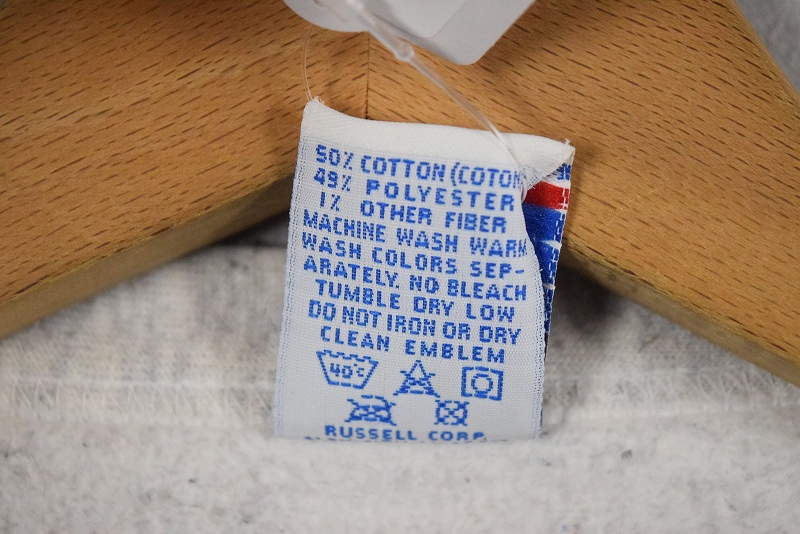 50% COTTON (COTON
49% POLYESTER
1% OTHER FIBER
MACHINE WASH WARM
WASH COLORS SEP-
ARATELY. NO BLEACH
TUMBLE DRY LOW
DO NOT IRON OR DRY
CLEAN EMBLEM
40°C
RUSSELL CORP.